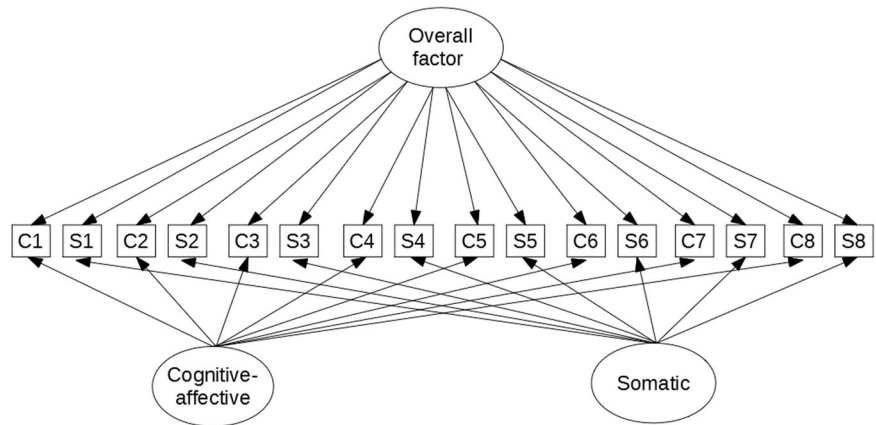 Overall
factor
C1 S1 C2 S2 C3 S3 C4 S4 C5 S5 C6 S6 C7 S7 C8 S8
Cognitive-
affective
Somatic